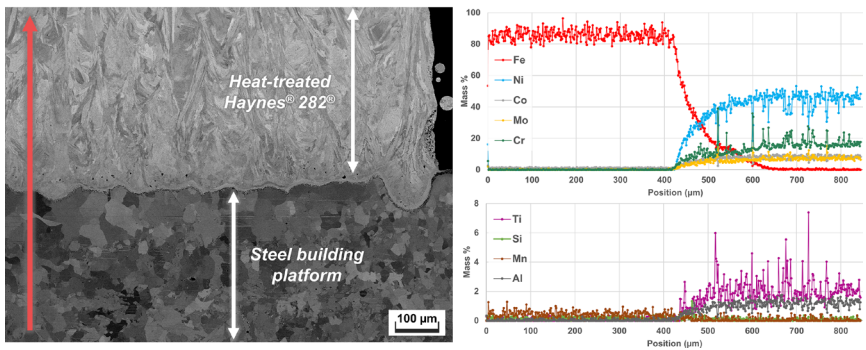 Heat-treated
Haynes® 282®
Steel building
platform
100 µm
Mass %
100
80
60
40
20
0
Fe
Ni
Co
Mo
Cr
0 100 200 300 400 500 600 700 800
Position (µm)
Mass %
8
6
4
2
0
Ti
Si
Mn
Al
0 100 200 300 400 500 600 700 800
Position (µm)